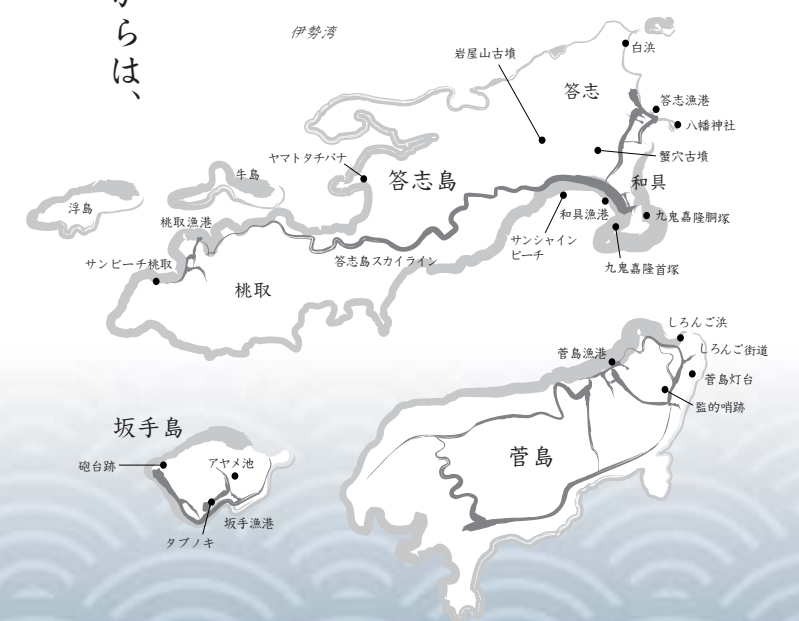 からは、
伊勢湾
白浜
岩屋山古墳
答志
答志漁港
八幡神社
ヤマトタチバナ
蟹穴古墳
答志島
和具
牛島
浮島
桃取漁港
和具漁港
九鬼嘉隆胴塚
サンシャイン
ビーチ
サンビーチ桃取
答志島スカイライン
九鬼嘉隆首塚
桃取
しろんご浜
菅島漁港
しろんご街道
菅島灯台
監的哨跡
坂手島
菅島
砲台跡
アヤメ池
坂手漁港
タブノキ